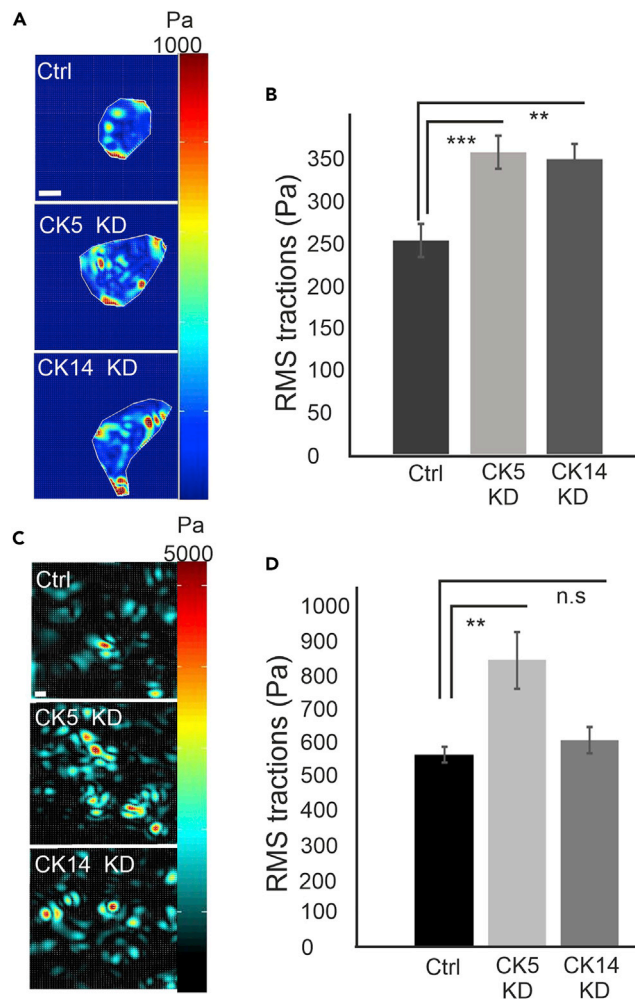 A
Pa
1000
Ctrl
CK5 KD
CK14 KD
B
**
***
RMS tractions (Pa)
350
300
250
200
150
100
50
0
Ctrl
CK5
KD
CK14
KD
C
Pa
5000
Ctrl
CK5 KD
CK14 KD
D
n.s
**
RMS tractions (Pa)
1000
900
800
700
600
500
400
300
200
100
0
Ctrl
CK5
KD
CK14
KD